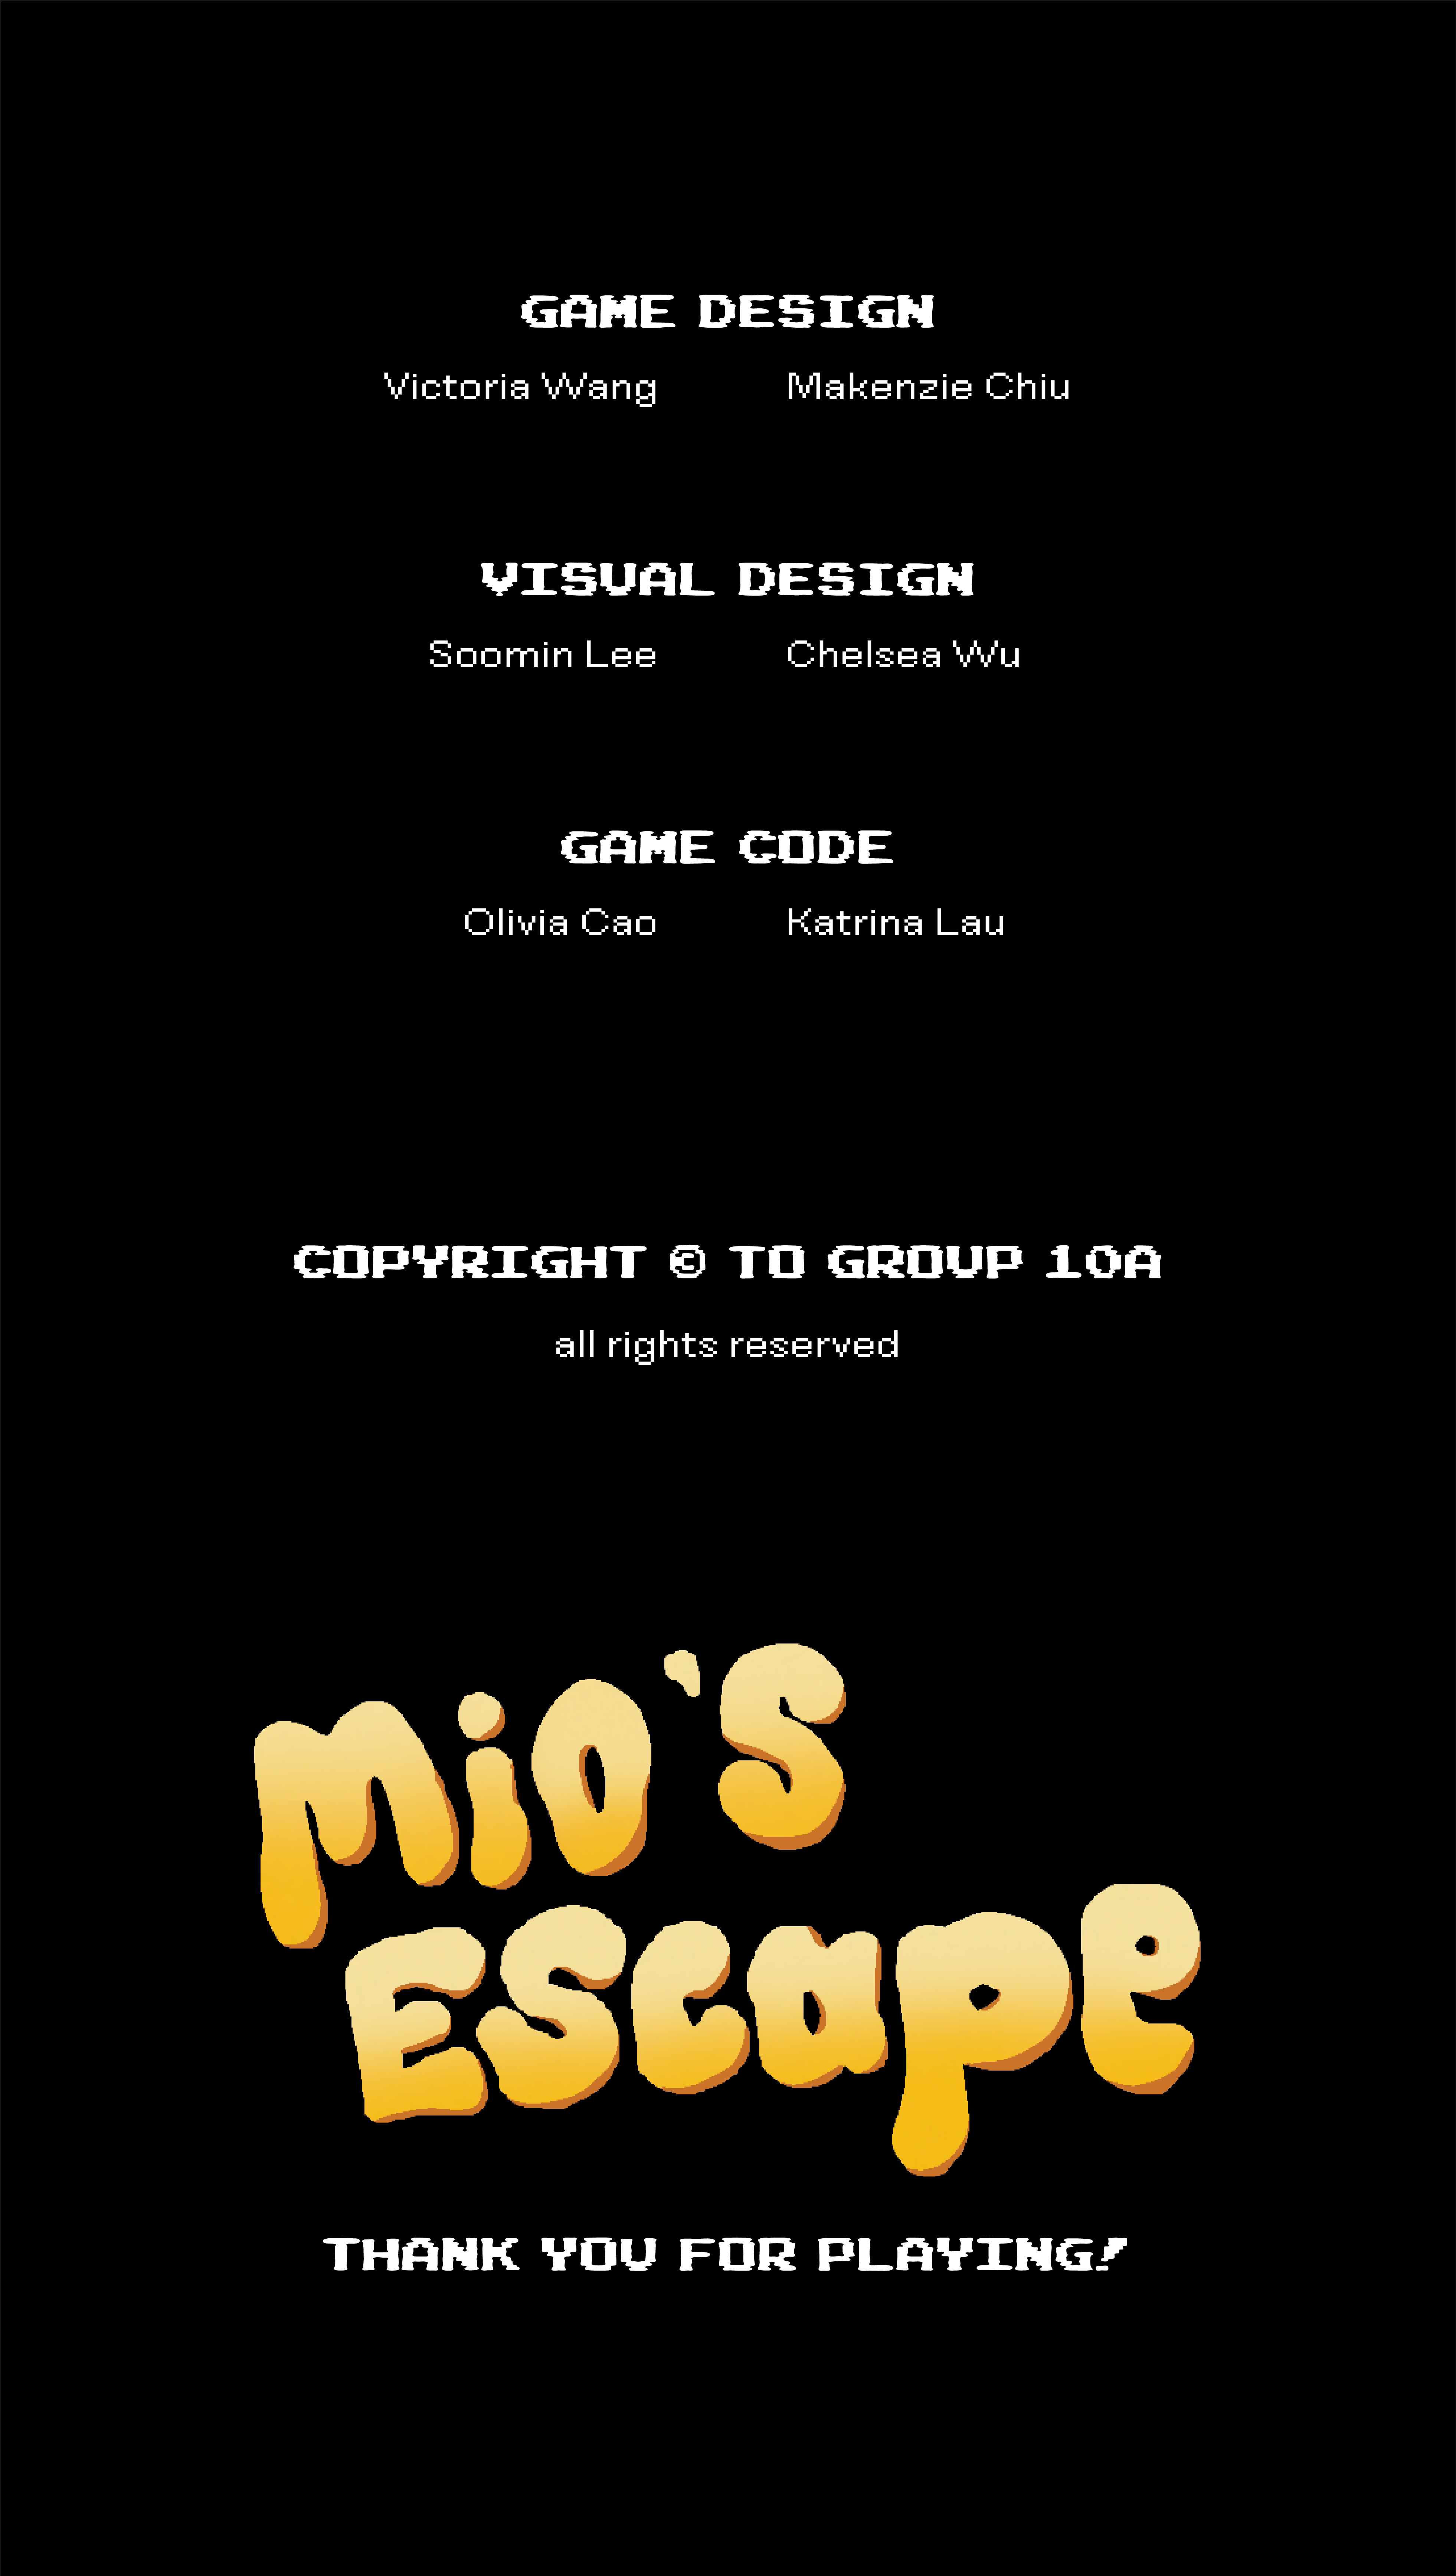 GAME DESIGN
Victoria Wang Makenzie Chiu
VISUAL DESIGN
Soomin Lee Chelsea Wu
GAME CODE
Olivia Cao Katrina Lau
COPYRIGHT © TO GROUP 10A
all rights reserved
Mio's
Escape
THANK YOU FOR PLAYING!